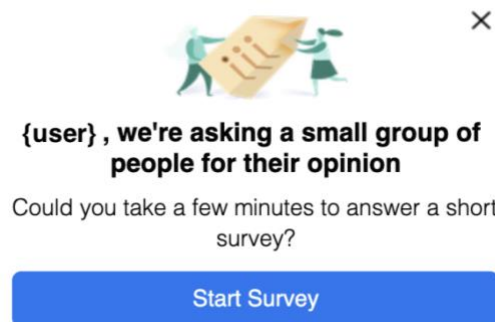 {user} , we're asking a small group of
people for their opinion
Could you take a few minutes to answer a short
survey?
Start Survey